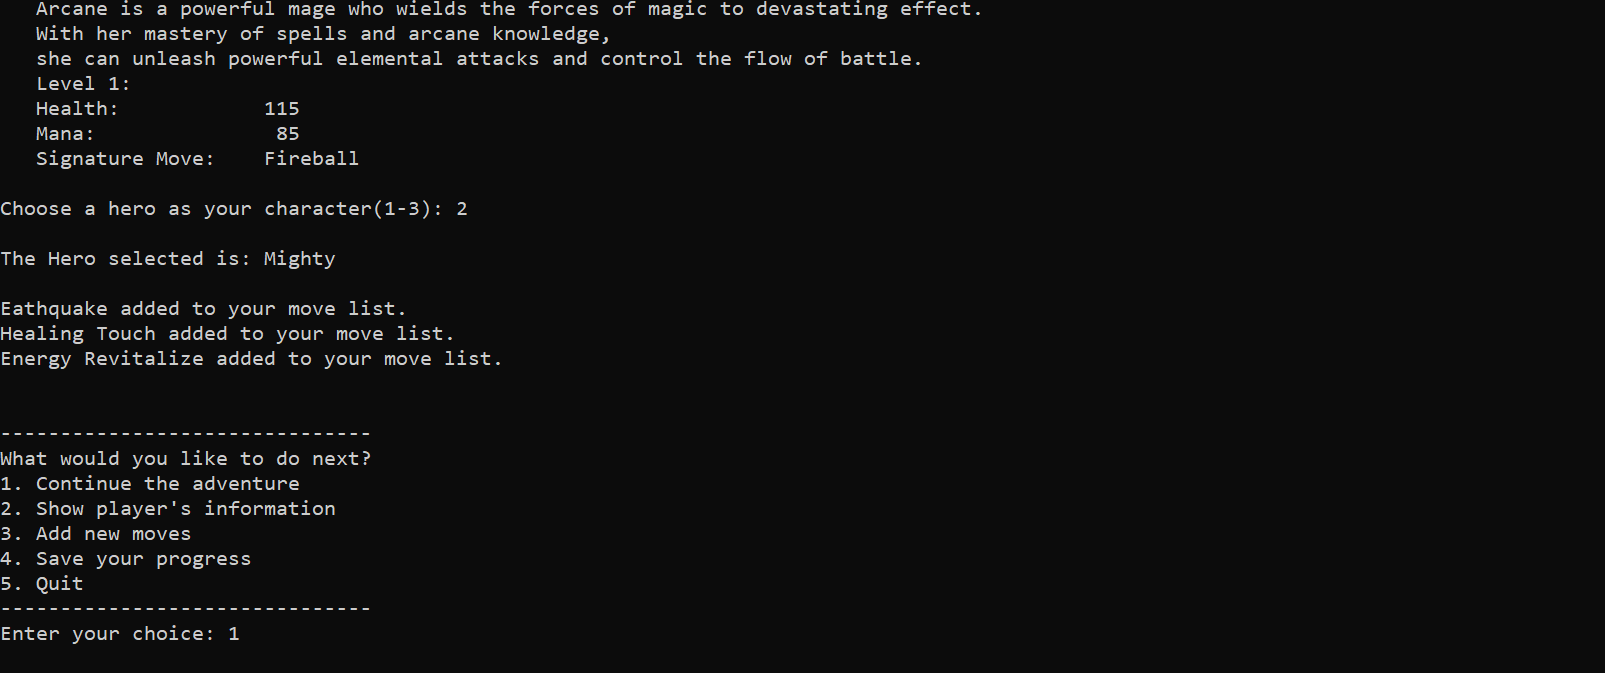 Arcane is a powerful mage who wields the forces of magic to devastating effect.
With her mastery of spells and arcane knowledge,
she can unleash powerful elemental attacks and control the flow of battle.
Level 1:
Health: 115
Mana: 85
Signature Move: Fireball
Choose a hero as your character(1-3): 2
The Hero selected is: Mighty
Eathquake added to your move list.
Healing Touch added to your move list.
Energy Revitalize added to your move list.
-------------------------------
What would you like to do next?
1. Continue the adventure
2. Show player's information
3. Add new moves
4. Save your progress
5. Quit
-------------------------------
Enter your choice: 1